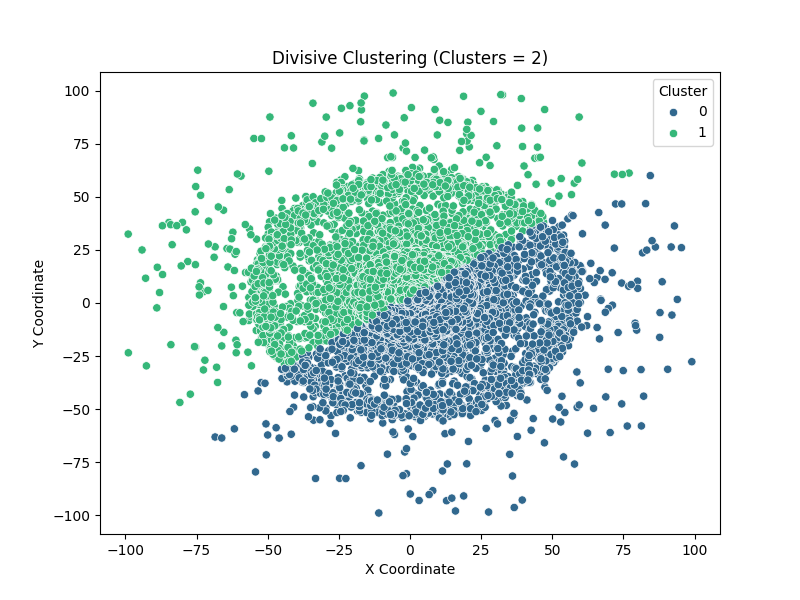 Divisive Clustering (Clusters = 2)
Cluster
0
1
100
75
50
25
0
−25
−50
−75
−100
Y Coordinate
−100 −75 −50 −25 0 25 50 75 100
X Coordinate